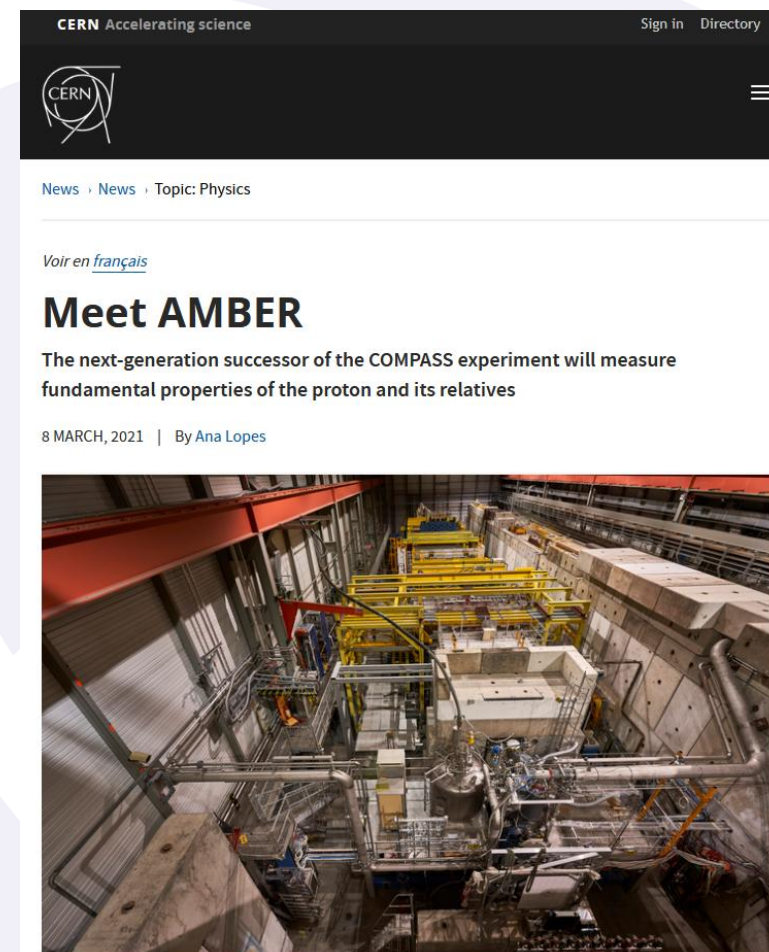 CERN Accelerating science
Sign in Directory
CERN
News › News › Topic: Physics
Voir en français
Meet AMBER
The next-generation successor of the COMPASS experiment will measure
fundamental properties of the proton and its relatives
8 MARCH, 2021 | By Ana Lopes